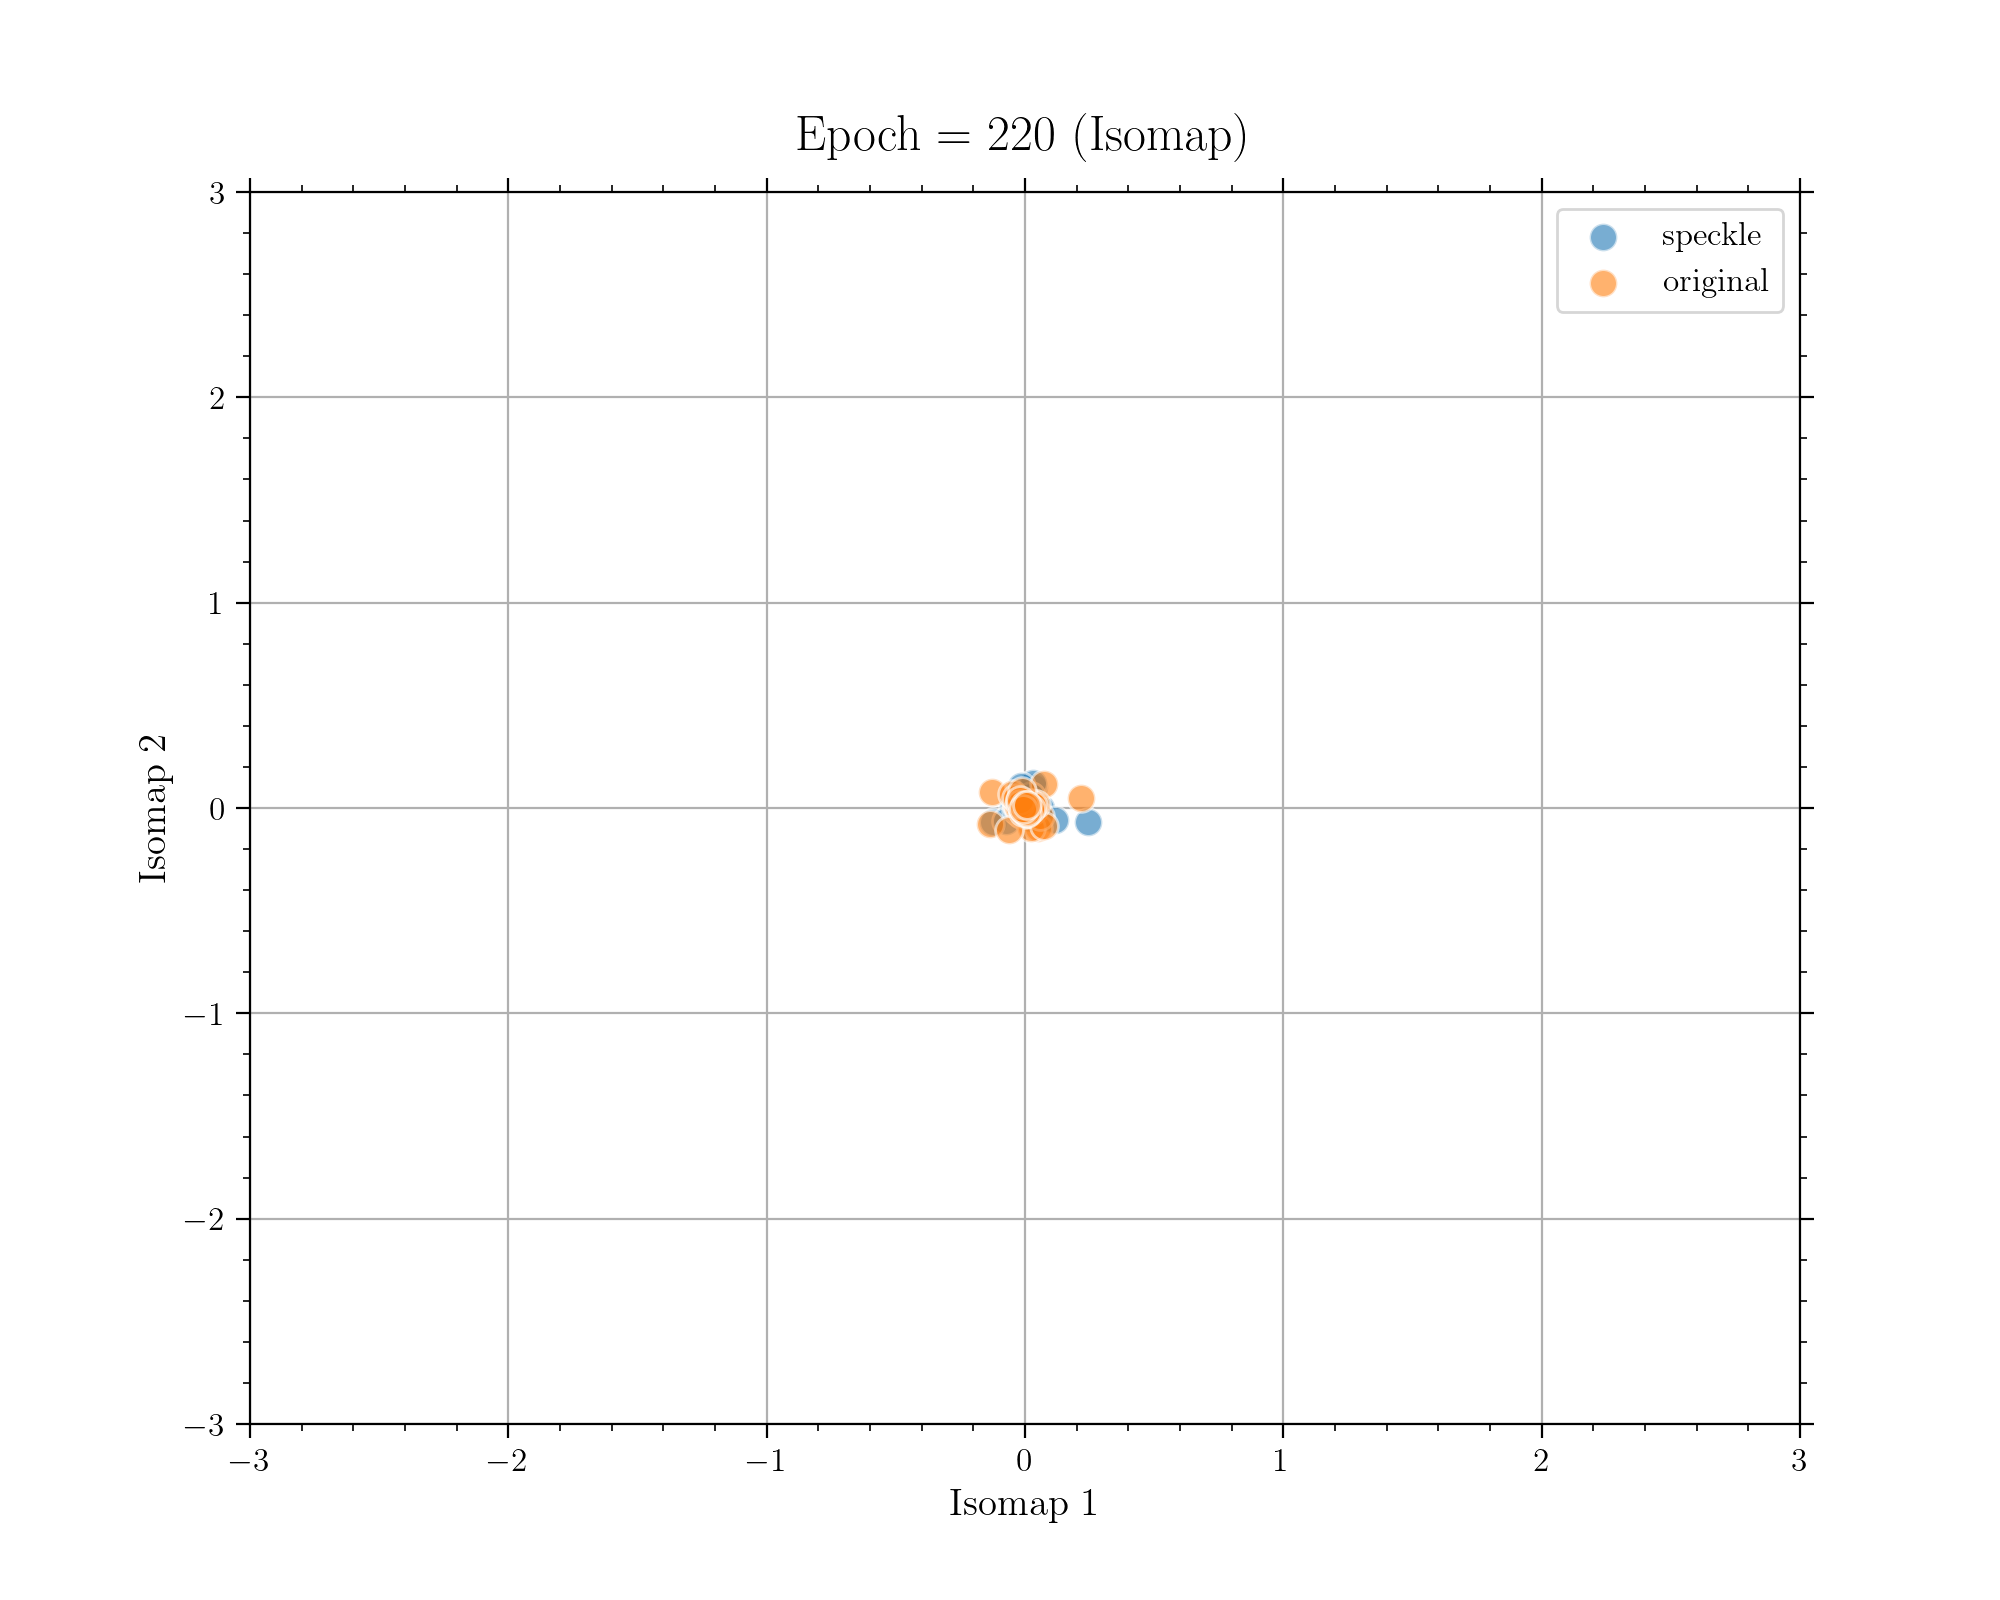 Epoch = 220 (Isomap)
speckle
original
3
2
1
0
−1
−2
−3
Isomap 2
−3 −2 −1 0 1 2 3
Isomap 1